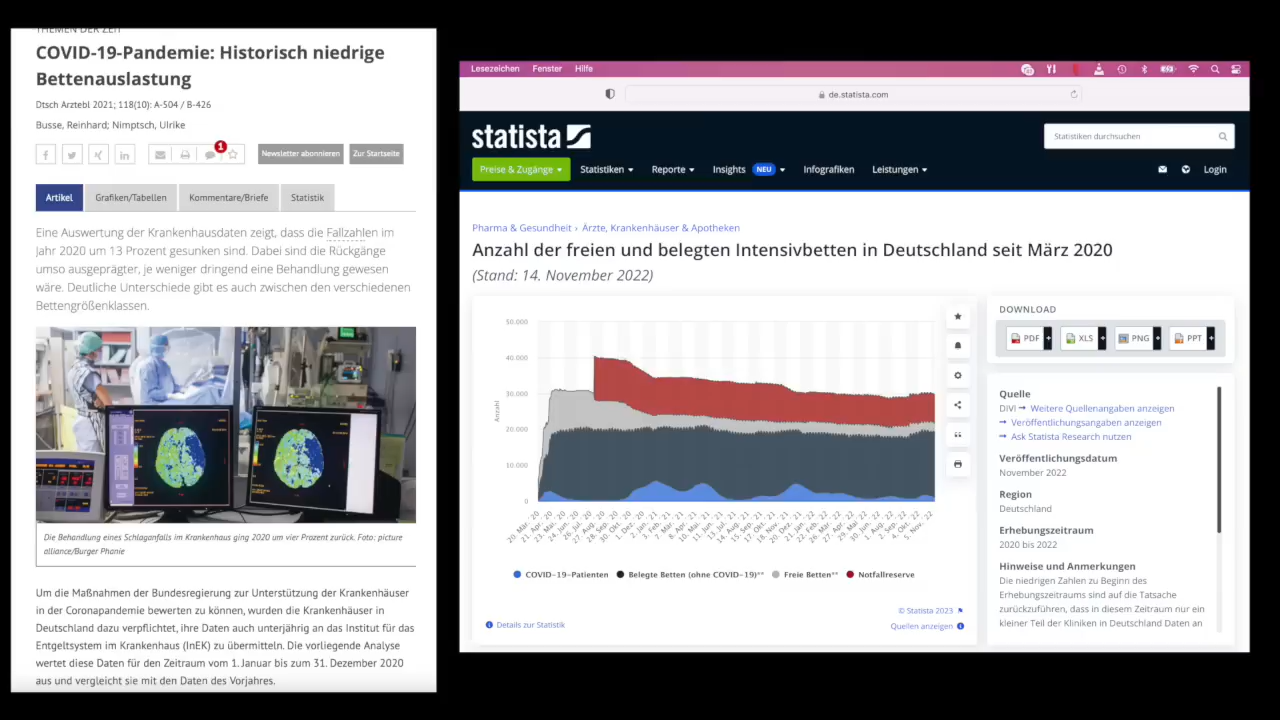 THEMEN DER ZEIT
COVID-19-Pandemie: Historisch niedrige
Bettenauslastung
Dtsch Arztebl 2021; 118(10): A-504 / B-426
Busse, Reinhard; Nimptsch, Ulrike
1
Newsletter abonnieren
Zur Startseite
Artikel
Grafiken/Tabellen
Kommentare/Briefe
Statistik
Eine Auswertung der Krankenhausdaten zeigt, dass die Fallzahlen im
Jahr 2020 um 13 Prozent gesunken sind. Dabei sind die Rückgänge
umso ausgeprägter, je weniger dringend eine Behandlung gewesen
wäre. Deutliche Unterschiede gibt es auch zwischen den verschiedenen
Bettengrößenklassen.
Die Behandlung eines Schlaganfalls im Krankenhaus ging 2020 um vier Prozent zurück. Foto: picture
alliance/Burger Phanie
Um die Maßnahmen der Bundesregierung zur Unterstützung der Krankenhäuser
in der Coronapandemie bewerten zu können, wurden die Krankenhäuser in
Deutschland dazu verpflichtet, ihre Daten auch unterjährig an das Institut für das
Entgeltsystem im Krankenhaus (InEK) zu übermitteln. Die vorliegende Analyse
wertet diese Daten für den Zeitraum vom 1. Januar bis zum 31. Dezember 2020
aus und vergleicht sie mit den Daten des Vorjahres.
Lesezeichen Fenster Hilfe
de.statista.com
statista
Statistiken durchsuchen
Preise & Zugänge
Statistiken
Reporte
Insights NEU
Infografiken
Leistungen
Login
Pharma & Gesundheit › Ärzte, Krankenhäuser & Apotheken
Anzahl der freien und belegten Intensivbetten in Deutschland seit März 2020
(Stand: 14. November 2022)
50.000
40.000
30.000
20.000
10.000
0
Anzahl
COVID-19-Patienten
Belegte Betten (ohne COVID-19)**
Freie Betten**
Notfallreserve
© Statista 2023
Details zur Statistik
Quellen anzeigen
DOWNLOAD
PDF +
XLS +
PNG +
PPT +
Quelle
DIVI → Weitere Quellenangaben anzeigen
→ Veröffentlichungsangaben anzeigen
→ Ask Statista Research nutzen
Veröffentlichungsdatum
November 2022
Region
Deutschland
Erhebungszeitraum
2020 bis 2022
Hinweise und Anmerkungen
Die niedrigen Zahlen zu Beginn des
Erhebungszeitraums sind auf die Tatsache
zurückzuführen, dass in diesem Zeitraum nur ein
kleiner Teil der Kliniken in Deutschland Daten an